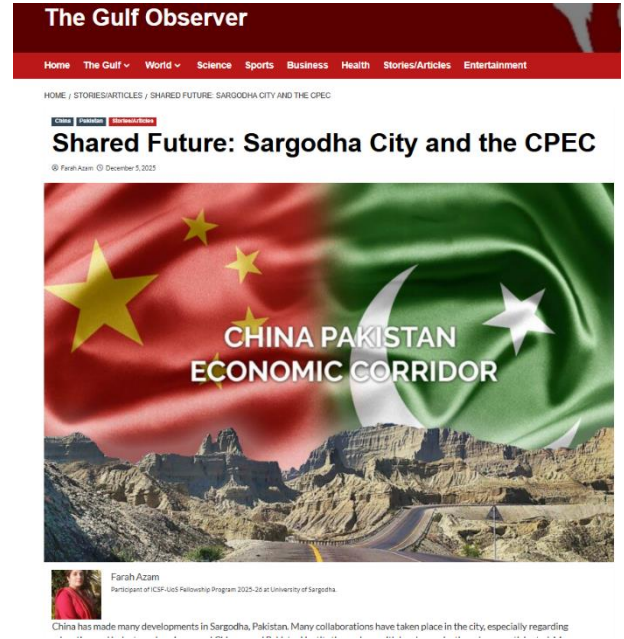 The Gulf Observer
Home The Gulf World Science Sports Business Health Stories/Articles Entertainment
HOME / STORIES/ARTICLES / SHARED FUTURE: SARGODHA CITY AND THE CPEC
China Pakistan Stories/Articles
Shared Future: Sargodha City and the CPEC
Farah Azam December 5, 2025
CHINA PAKISTAN
ECONOMIC CORRIDOR
Farah Azam
Participant of ICSF-UoS Fellowship Program 2025-26 at University of Sargodha.
China has made many developments in Sargodha, Pakistan. Many collaborations have taken place in the city, especially regarding